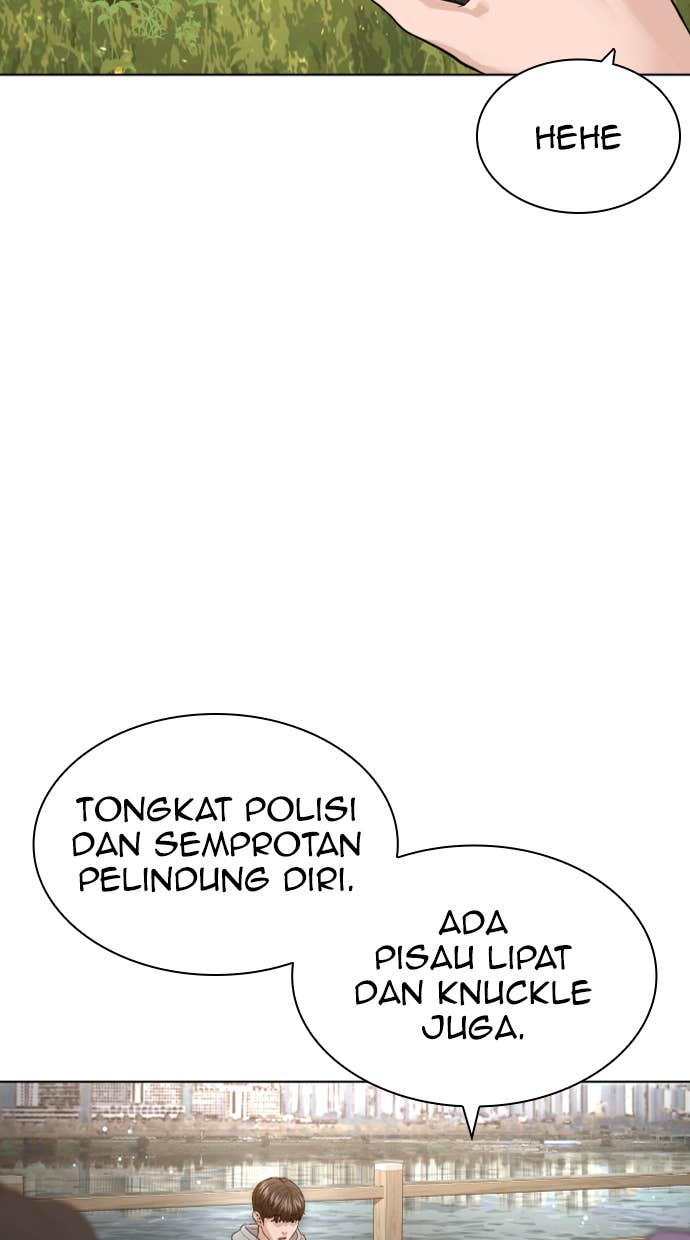 HEHE
TONGKAT POLISI
DAN SEMPROTAN
PELINDUNG DIRI.
ADA
PISAU LIPAT
DAN KNUCKLE
JUGA.